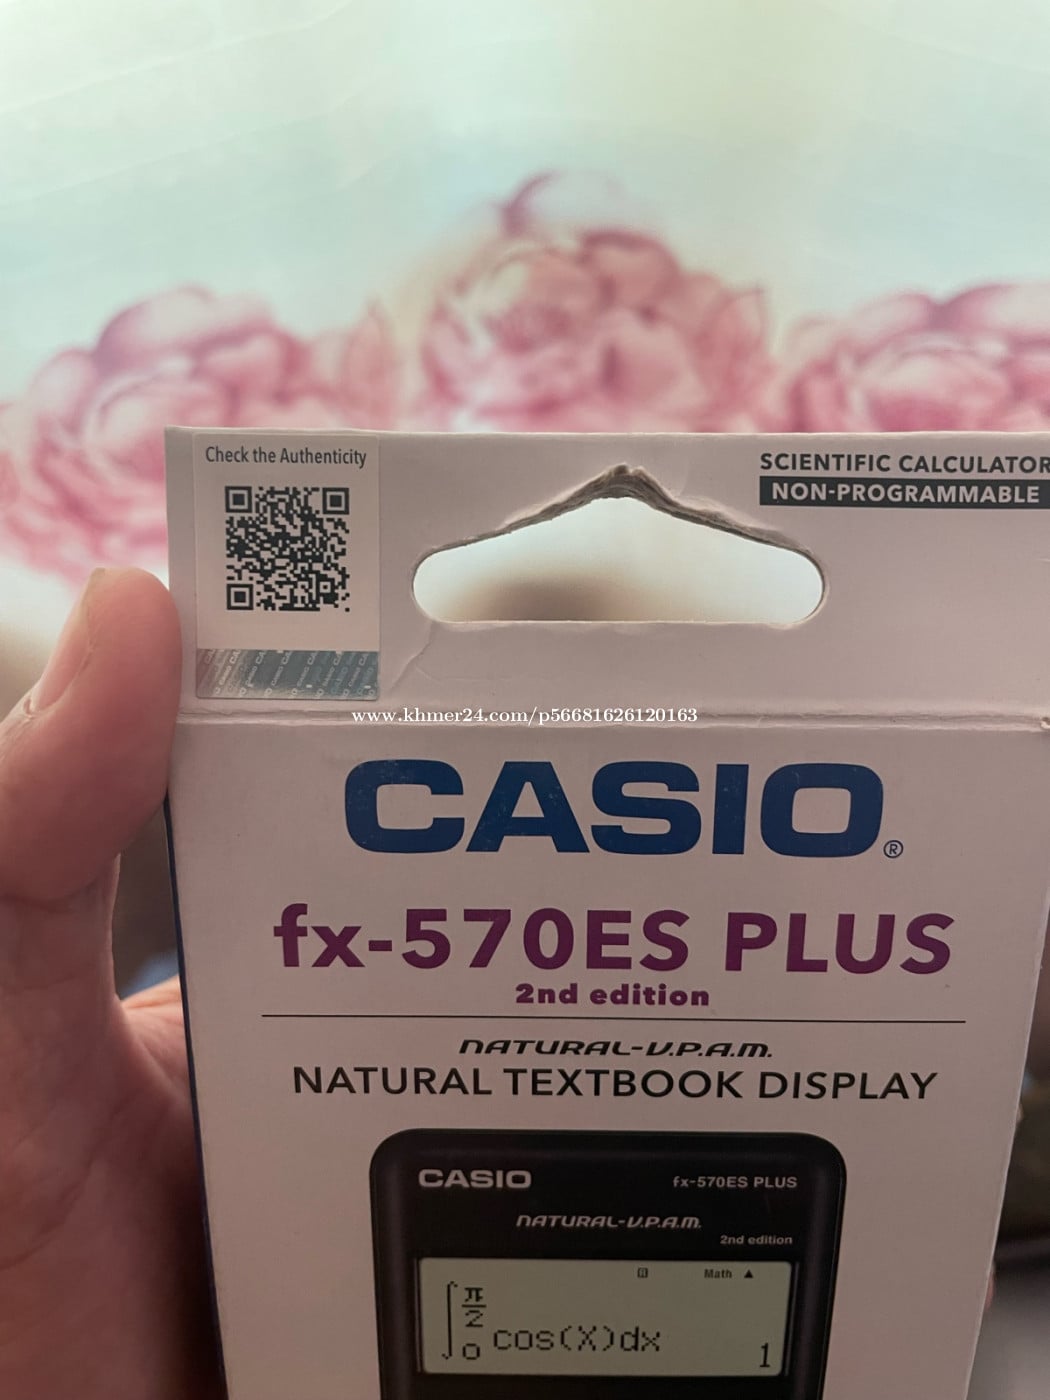 Check the Authenticity
SCIENTIFIC CALCULATOR
NON-PROGRAMMABLE
www.khmer24.com/p56681626120163
CASIO®
fx-570ES PLUS
2nd edition
NATURAL-V.P.A.M.
NATURAL TEXTBOOK DISPLAY
CASIO
fx-570ES PLUS
NATURAL-V.P.A.M.
2nd edition
Math ▲
∫
π
2
0
cos(X)dx
1